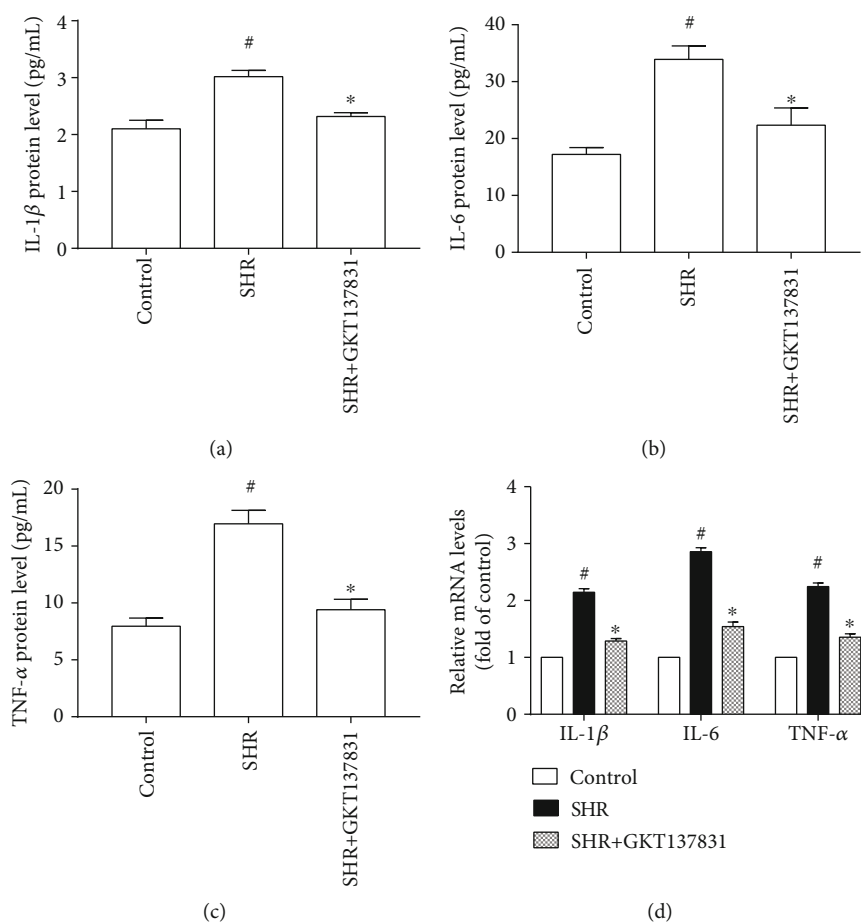 IL-1β protein level (pg/mL)
4
3
2
1
0
#
*
Control
SHR
SHR+GKT137831
(a)
IL-6 protein level (pg/mL)
40
30
20
10
0
#
*
Control
SHR
SHR+GKT137831
(b)
TNF-α protein level (pg/mL)
20
15
10
5
0
#
*
Control
SHR
SHR+GKT137831
(c)
Relative mRNA levels
(fold of control)
4
3
2
1
0
#
*
#
*
#
*
IL-1β
IL-6
TNF-α
Control
SHR
SHR+GKT137831
(d)